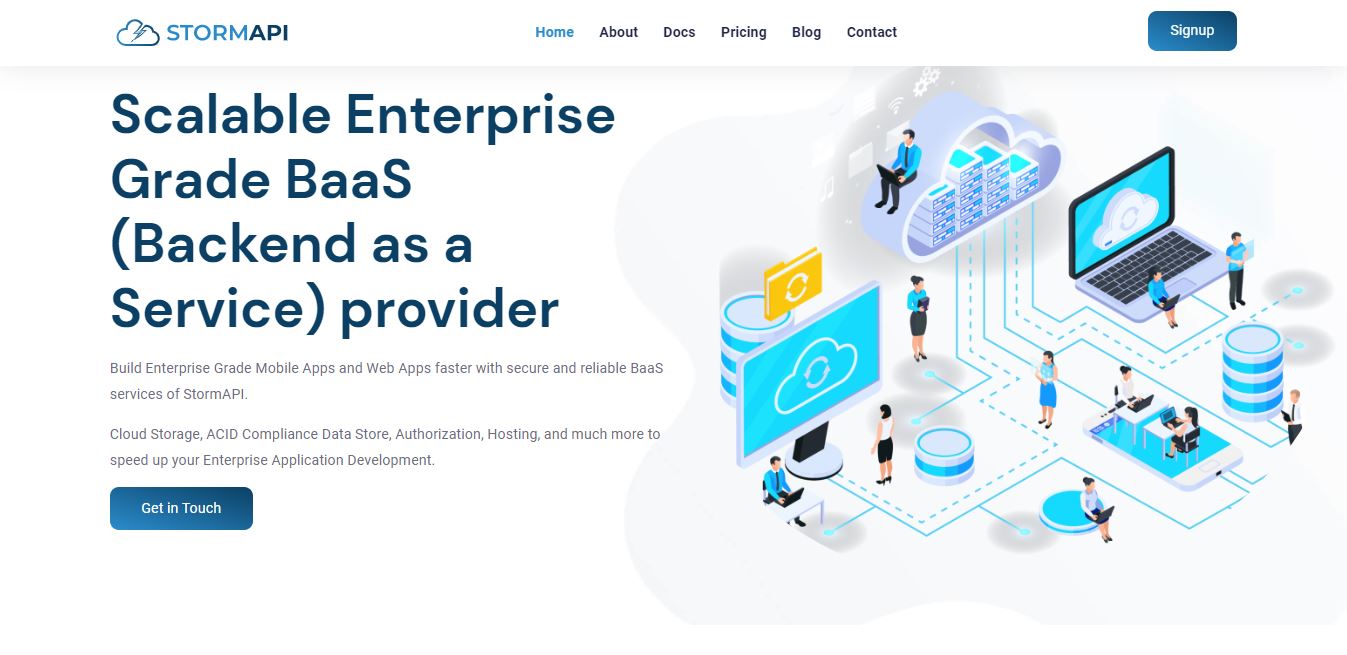 STORMAPI
Home About Docs Pricing Blog Contact
Signup
Scalable Enterprise
Grade BaaS
(Backend as a
Service) provider
Build Enterprise Grade Mobile Apps and Web Apps faster with secure and reliable BaaS
services of StormAPI.
Cloud Storage, ACID Compliance Data Store, Authorization, Hosting, and much more to
speed up your Enterprise Application Development.
Get in Touch